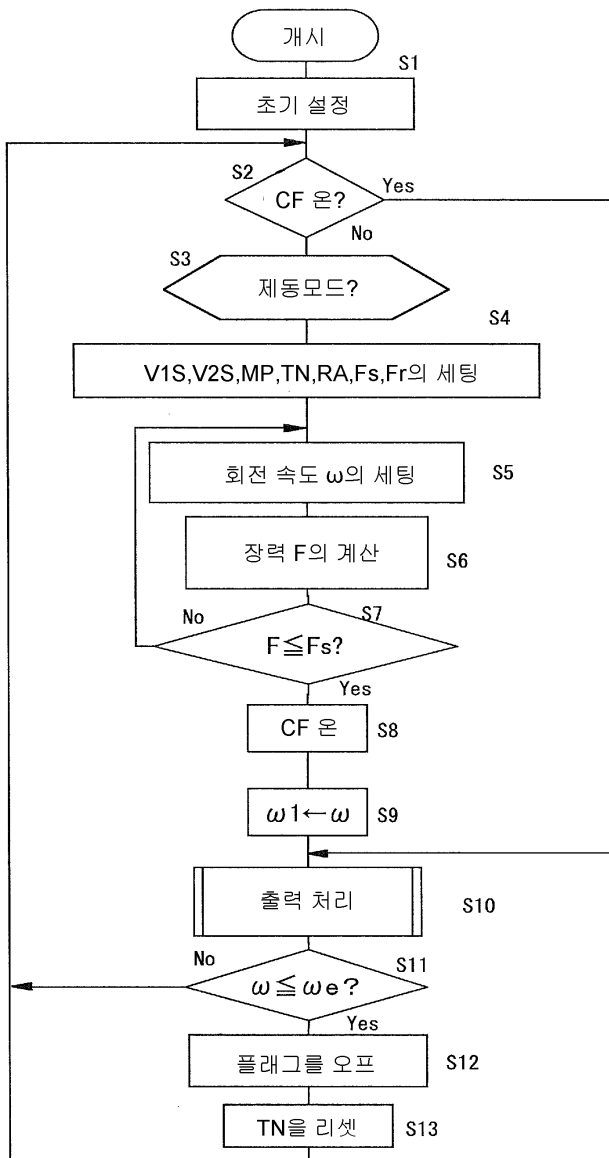 개시
S1
초기 설정
S2
CF 온?
Yes
No
S3
제동모드?
S4
V1S,V2S,MP,TN,RA,Fs,Fr의 세팅
회전 속도 ω의 세팅
S5
장력 F의 계산
S6
No
S7
F≦Fs?
Yes
CF 온
S8
ω1←ω
S9
출력 처리
S10
No
S11
ω≦ωe?
Yes
플래그를 오프
S12
TN을 리셋
S13